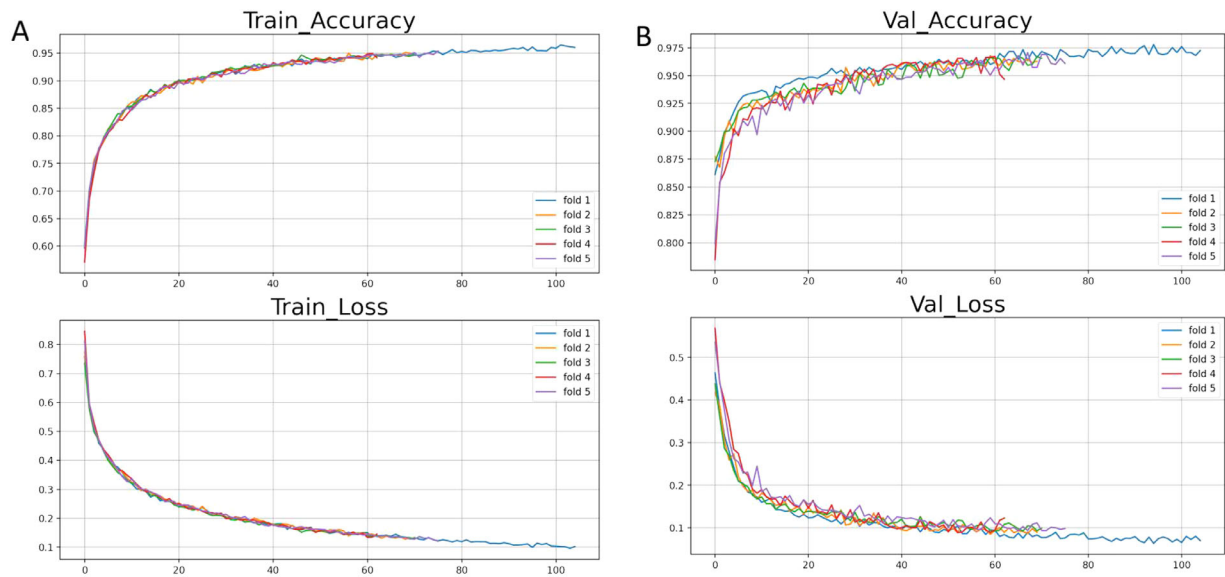 A
Train_Accuracy
0.95
0.90
0.85
0.80
0.75
0.70
0.65
0.60
fold 1
fold 2
fold 3
fold 4
fold 5
0 20 40 60 80 100
Train_Loss
0.8
0.7
0.6
0.5
0.4
0.3
0.2
0.1
fold 1
fold 2
fold 3
fold 4
fold 5
0 20 40 60 80 100
B
Val_Accuracy
0.975
0.950
0.925
0.900
0.875
0.850
0.825
0.800
fold 1
fold 2
fold 3
fold 4
fold 5
0 20 40 60 80 100
Val_Loss
0.5
0.4
0.3
0.2
0.1
fold 1
fold 2
fold 3
fold 4
fold 5
0 20 40 60 80 100